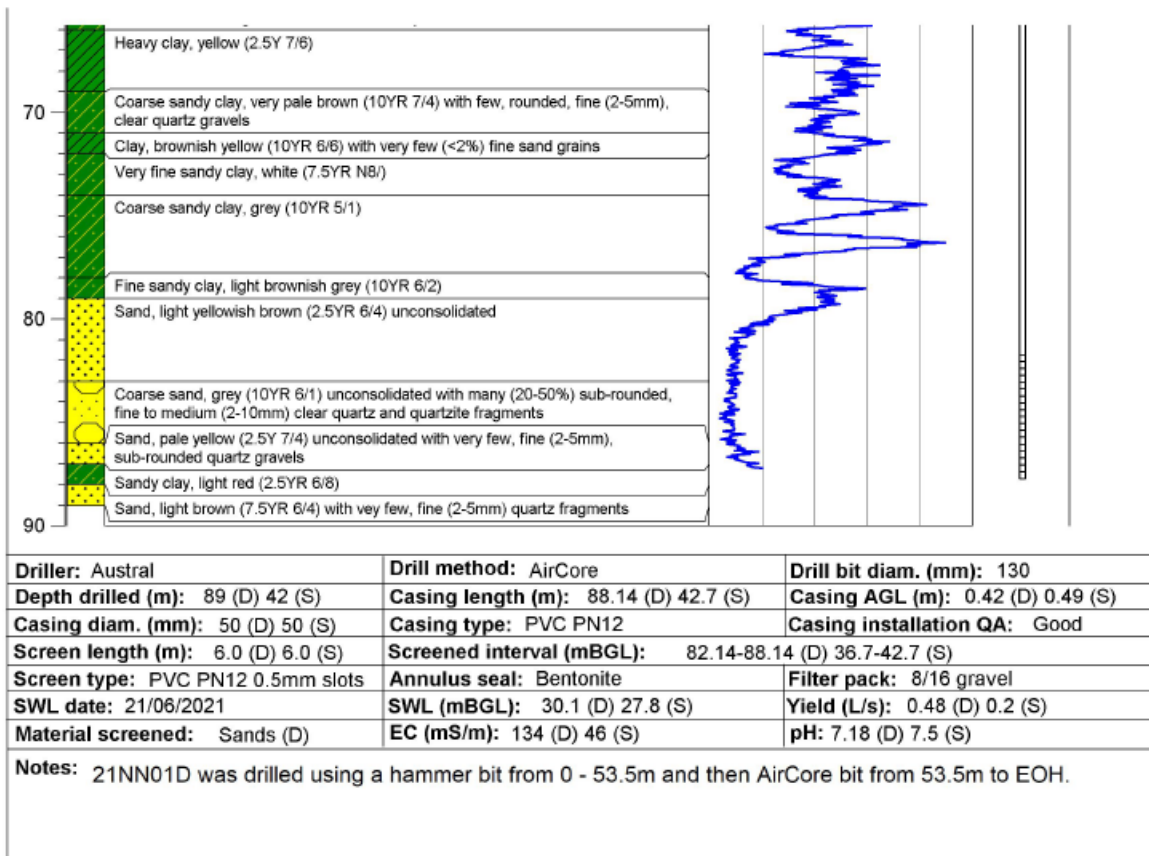 Heavy clay, yellow (2.5Y 7/6)
Coarse sandy clay, very pale brown (10YR 7/4) with few, rounded, fine (2-5mm),
clear quartz gravels
70
Clay, brownish yellow (10YR 6/6) with very few (<2%) fine sand grains
Very fine sandy clay, white (7.5YR N8/)
Coarse sandy clay, grey (10YR 5/1)
Fine sandy clay, light brownish grey (10YR 6/2)
Sand, light yellowish brown (2.5YR 6/4) unconsolidated
80
Coarse sand, grey (10YR 6/1) unconsolidated with many (20-50%) sub-rounded,
fine to medium (2-10mm) clear quartz and quartzite fragments
Sand, pale yellow (2.5Y 7/4) unconsolidated with very few, fine (2-5mm),
sub-rounded quartz gravels
Sandy clay, light red (2.5YR 6/8)
Sand, light brown (7.5YR 6/4) with vey few, fine (2-5mm) quartz fragments
90
Driller: Austral Drill method: AirCore Drill bit diam. (mm): 130
Depth drilled (m): 89 (D) 42 (S) Casing length (m): 88.14 (D) 42.7 (S) Casing AGL (m): 0.42 (D) 0.49 (S)
Casing diam. (mm): 50 (D) 50 (S) Casing type: PVC PN12 Casing installation QA: Good
Screen length (m): 6.0 (D) 6.0 (S) Screened interval (mBGL): 82.14-88.14 (D) 36.7-42.7 (S)
Screen type: PVC PN12 0.5mm slots Annulus seal: Bentonite Filter pack: 8/16 gravel
SWL date: 21/06/2021 SWL (mBGL): 30.1 (D) 27.8 (S) Yield (L/s): 0.48 (D) 0.2 (S)
Material screened: Sands (D) EC (mS/m): 134 (D) 46 (S) pH: 7.18 (D) 7.5 (S)
Notes: 21NN01D was drilled using a hammer bit from 0 - 53.5m and then AirCore bit from 53.5m to EOH.